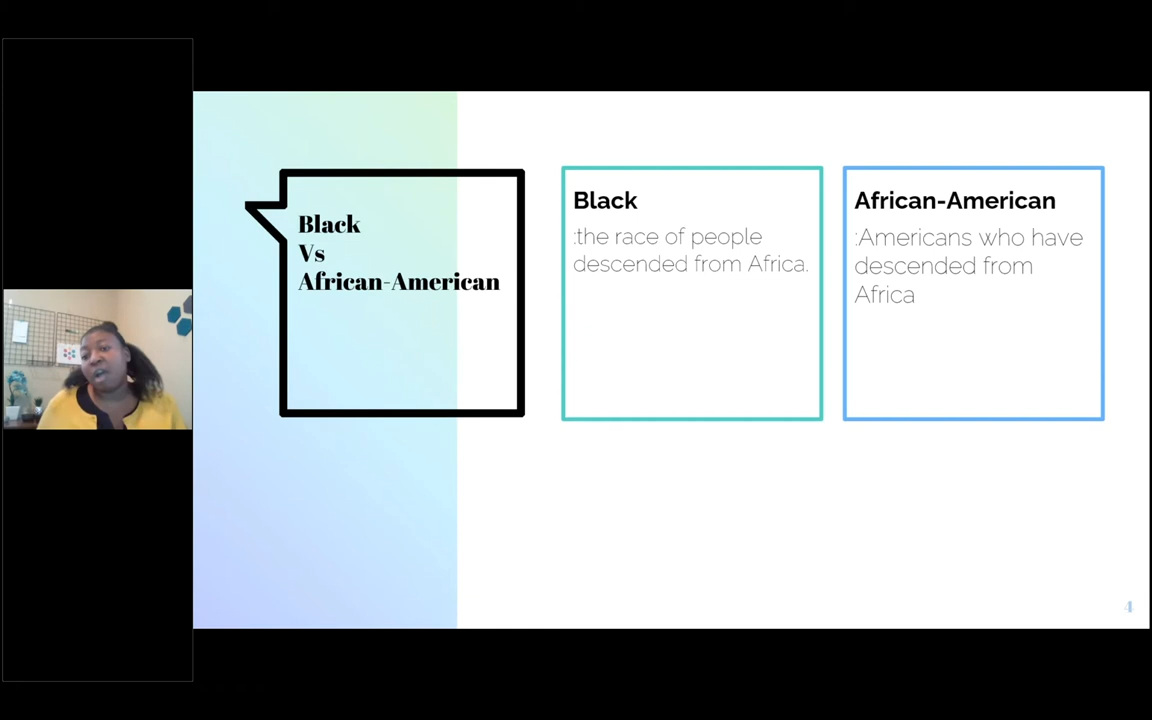 Black
Vs
African-American
Black
:the race of people
descended from Africa.
African-American
:Americans who have
descended from
Africa
4